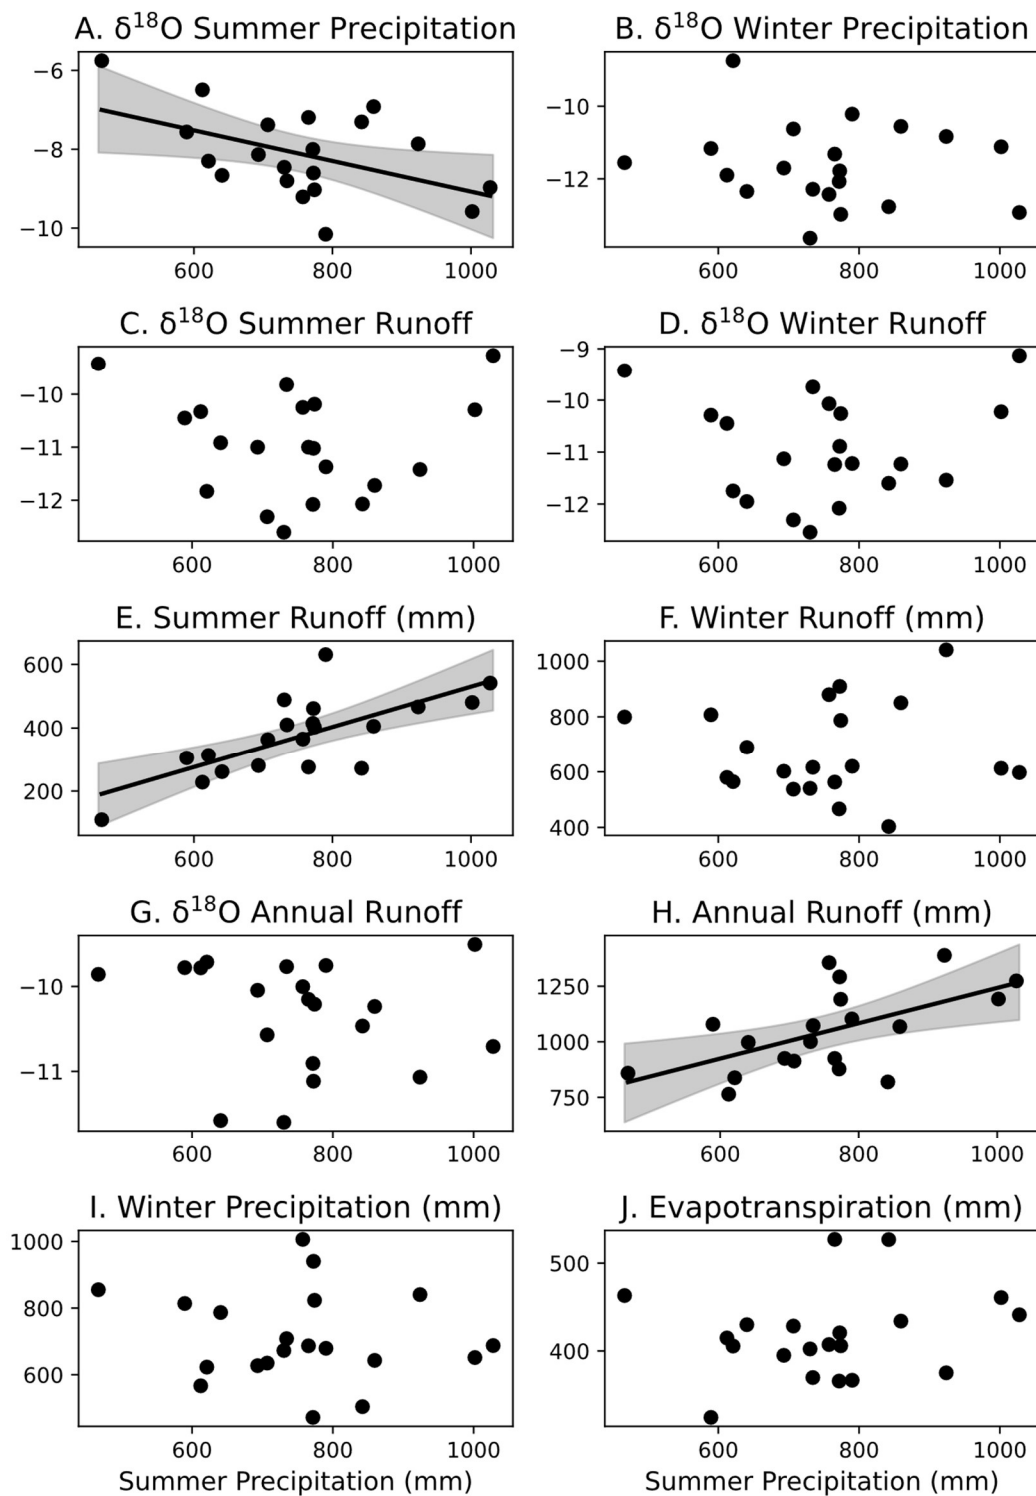 A. δ¹⁸O Summer Precipitation
B. δ¹⁸O Winter Precipitation
−6
−8
−10
600 800 1000
−10
−12
600 800 1000
C. δ¹⁸O Summer Runoff
D. δ¹⁸O Winter Runoff
−10
−11
−12
600 800 1000
−9
−10
−11
−12
600 800 1000
E. Summer Runoff (mm)
F. Winter Runoff (mm)
600
400
200
600 800 1000
1000
800
600
400
600 800 1000
G. δ¹⁸O Annual Runoff
H. Annual Runoff (mm)
−10
−11
600 800 1000
1250
1000
750
600 800 1000
I. Winter Precipitation (mm)
J. Evapotranspiration (mm)
1000
800
600
600 800 1000
Summer Precipitation (mm)
500
400
600 800 1000
Summer Precipitation (mm)